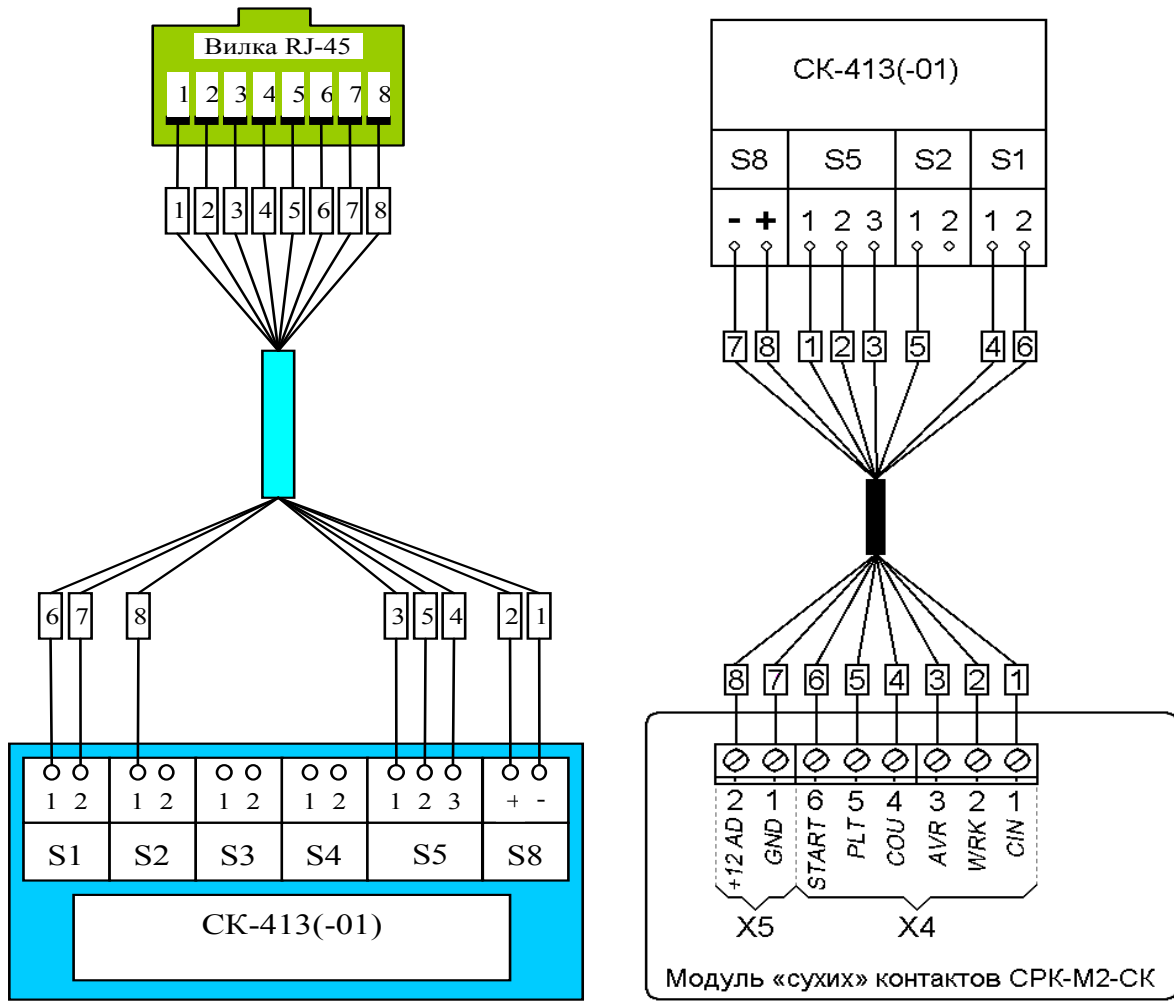 Вилка RJ-45
1 2 3 4 5 6 7 8
1 2 3 4 5 6 7 8
6 7 8 3 5 4 2 1
1 2 1 2 1 2 1 2 1 2 3 + -
S1 S2 S3 S4 S5 S8
СК-413(-01)
СК-413(-01)
S8 S5 S2 S1
- + 1 2 3 1 2 1 2
7 8 1 2 3 5 4 6
8 7 6 5 4 3 2 1
2 1 6 5 4 3 2 1
+12 AD GND START PLT COU AVR WRK CIN
X5 X4
Модуль «сухих» контактов СРК-М2-СК